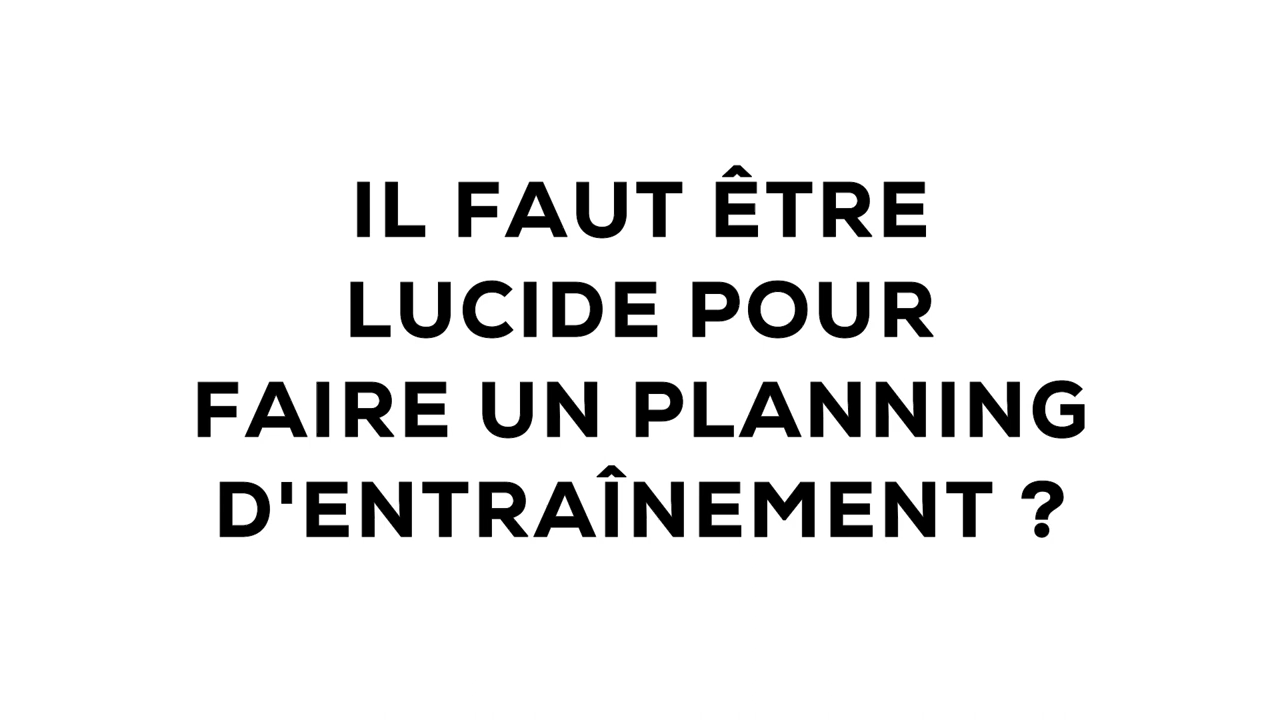 IL FAUT ÊTRE
LUCIDE POUR
FAIRE UN PLANNING
D'ENTRAÎNEMENT ?